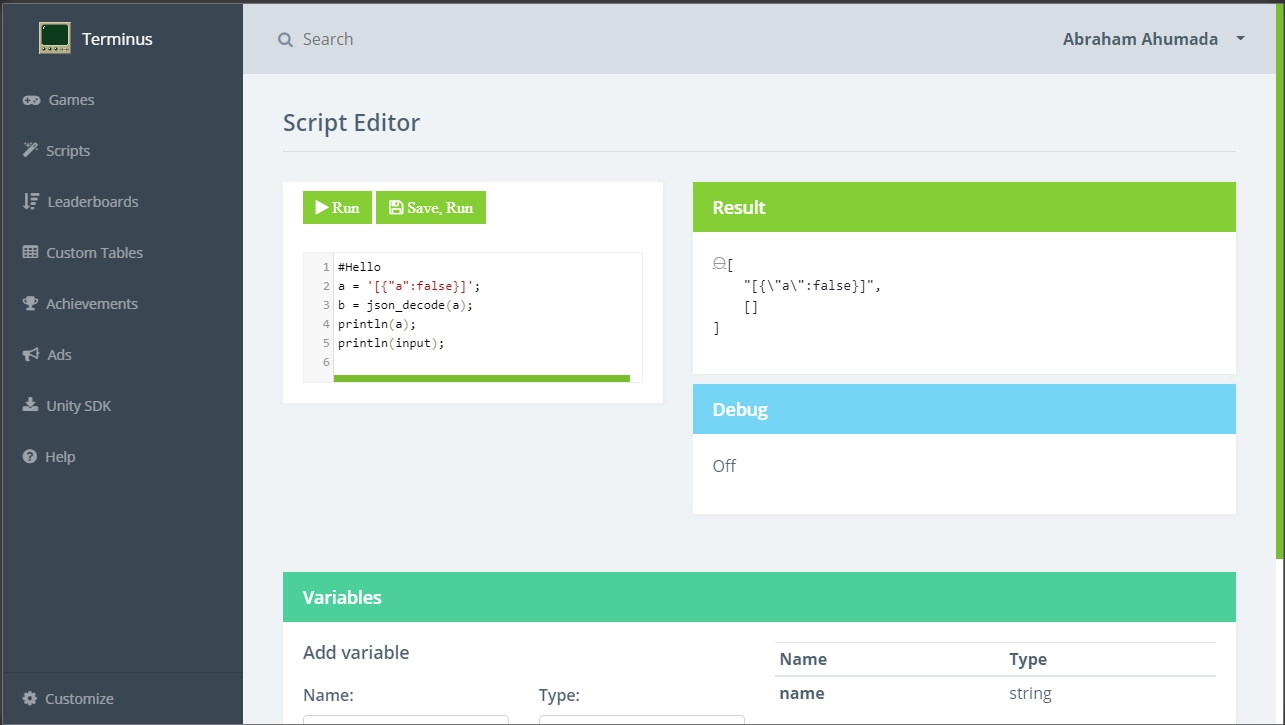 Terminus
Search
Abraham Ahumada
Games
Scripts
Leaderboards
Custom Tables
Achievements
Ads
Unity SDK
Help
Customize
Script Editor
Run
Save, Run
1 #Hello
2 a = '[{"a":false}]';
3 b = json_decode(a);
4 println(a);
5 println(input);
6
Result
[
"[{\"a\":false}]",
[]
]
Debug
Off
Variables
Add variable
Name: Type:
Name Type
name string